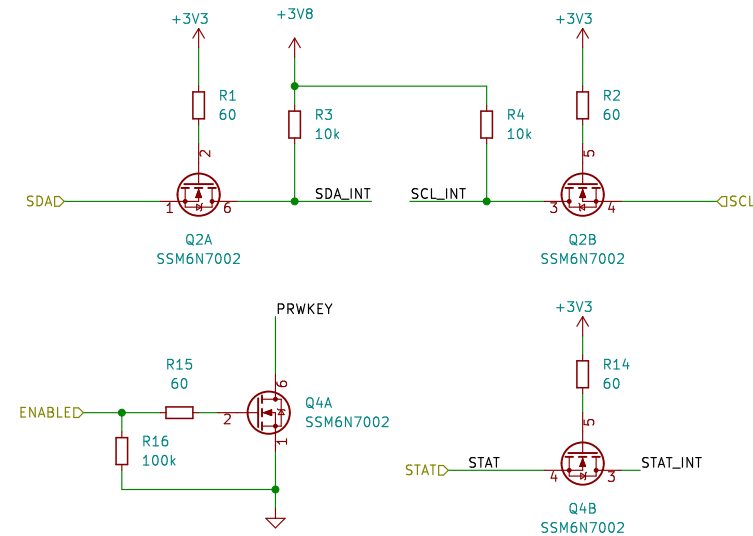 +3V3
+3V8
+3V3
R1
60
R3
10k
R4
10k
R2
60
2
5
SDA
1
6
SDA_INT
SCL_INT
3
4
SCL
Q2A
SSM6N7002
Q2B
SSM6N7002
PRWKEY
+3V3
R15
60
R14
60
6
Q4A
SSM6N7002
ENABLE
2
1
5
R16
100k
STAT
STAT
4
3
STAT_INT
Q4B
SSM6N7002